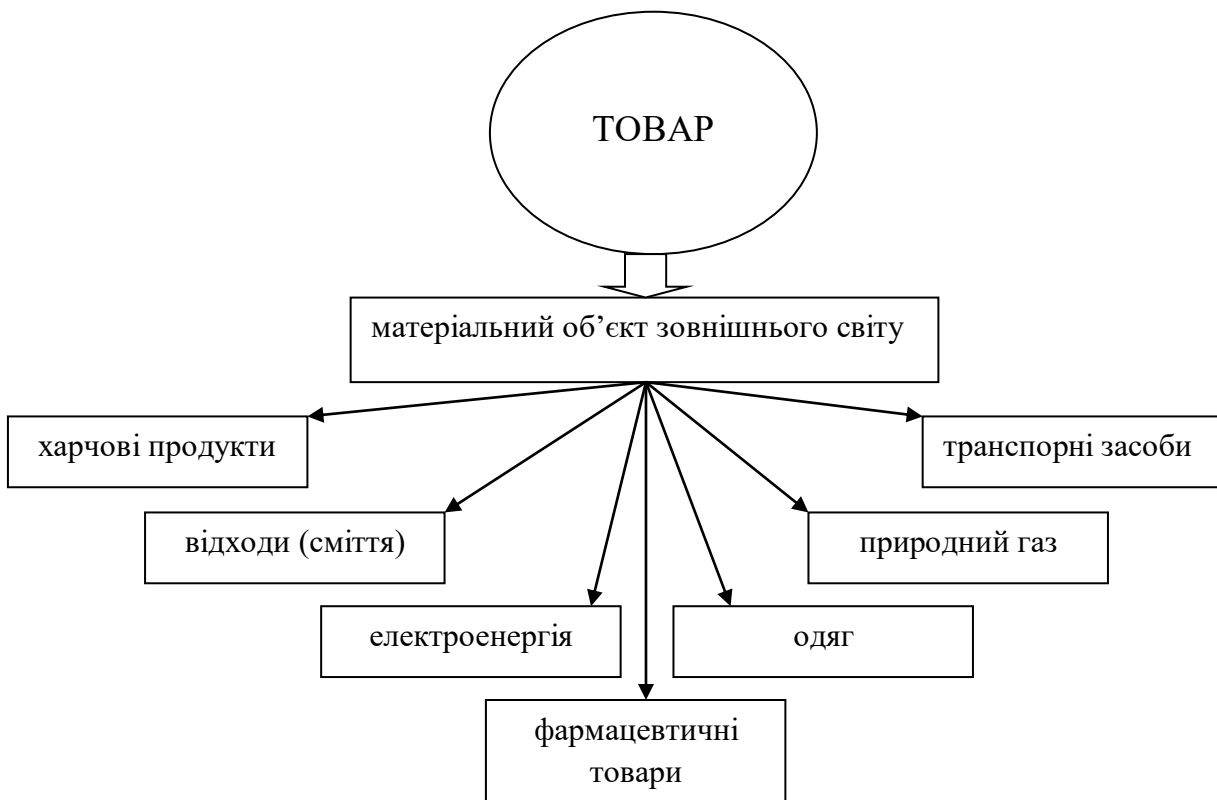 ТОВАР
матеріальний об’єкт зовнішнього світу
харчові продукти
транспорні засоби
відходи (сміття)
природний газ
електроенергія
одяг
фармацевтичні
товари